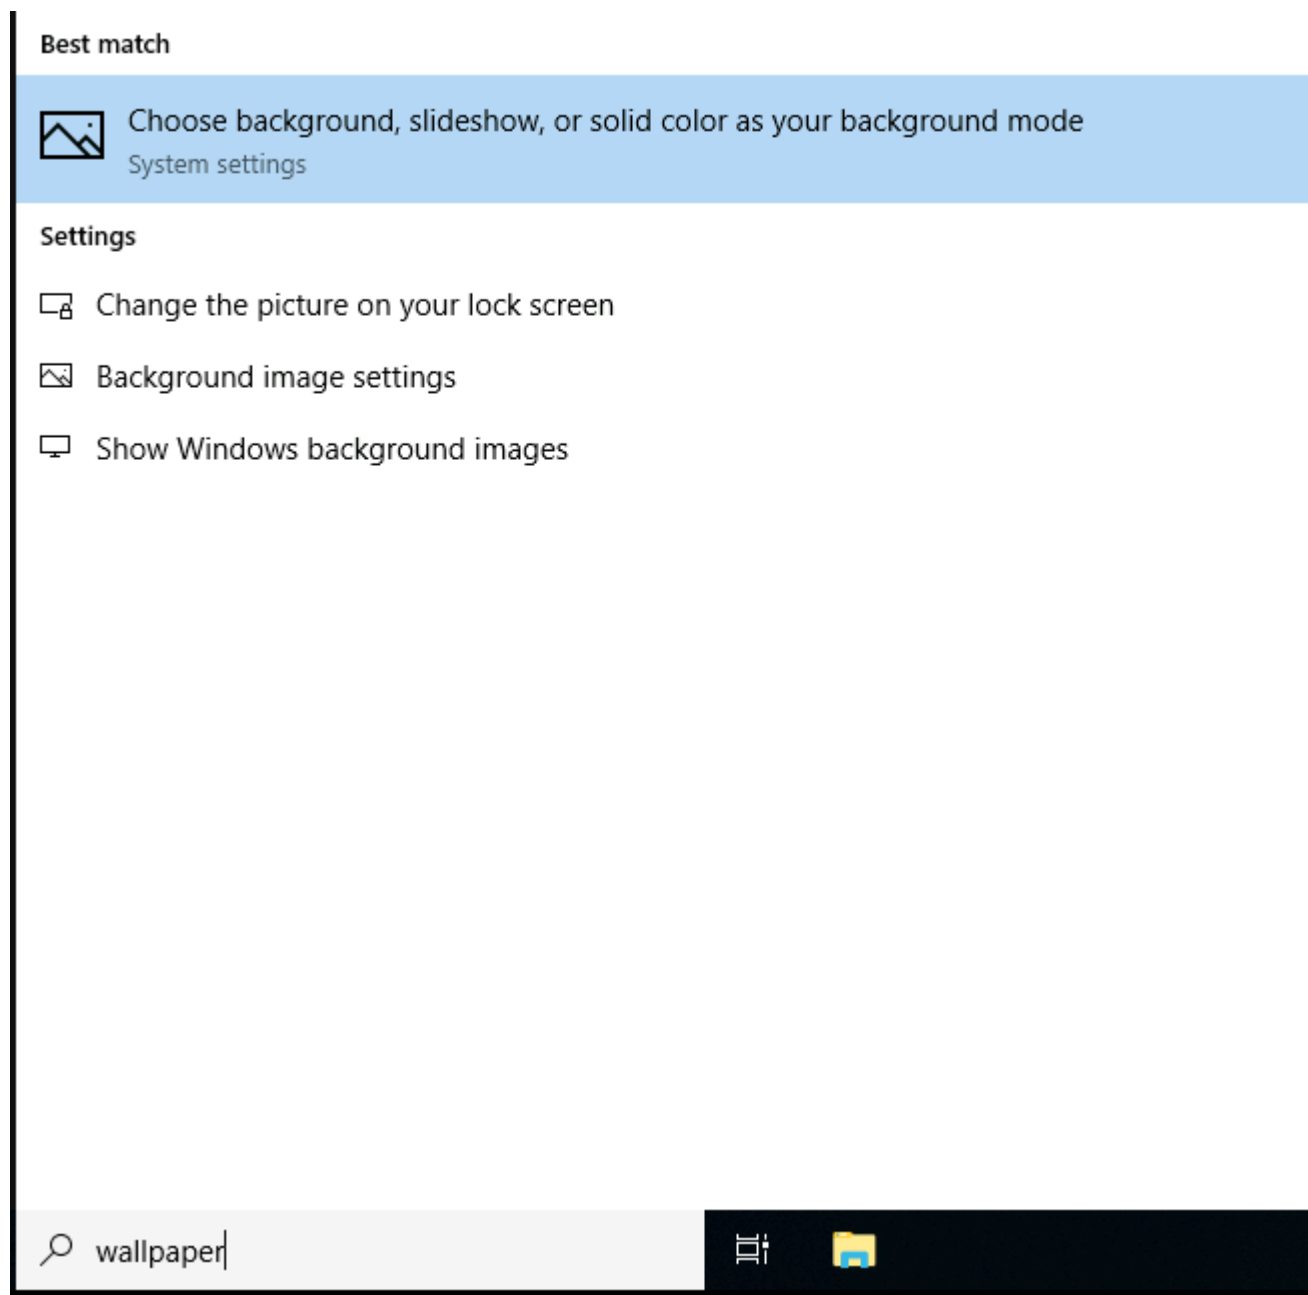 Best match
Choose background, slideshow, or solid color as your background mode
System settings
Settings
Change the picture on your lock screen
Background image settings
Show Windows background images
wallpaper